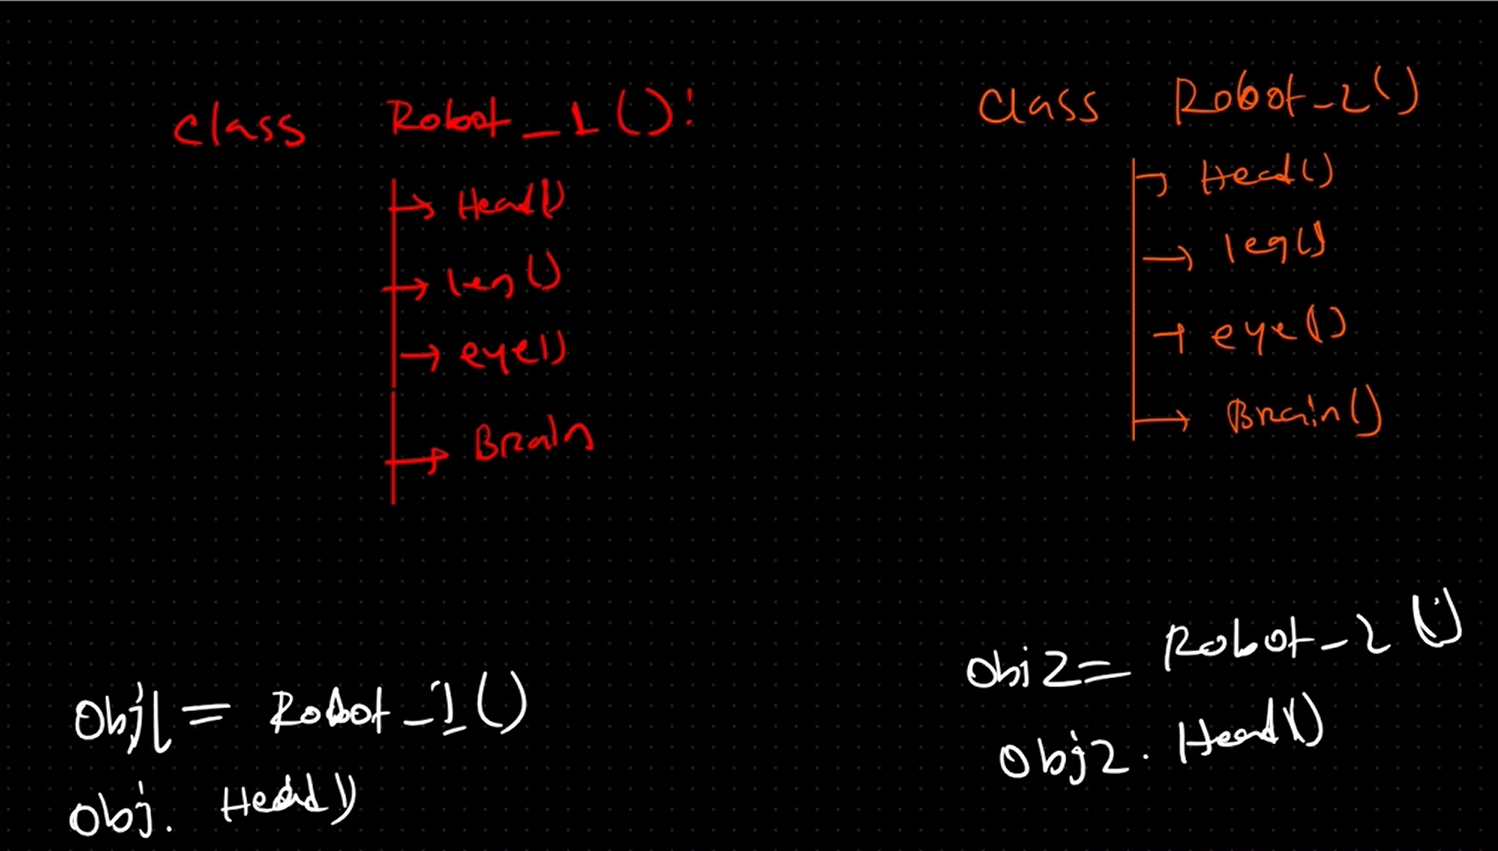 class Robot_1():
Head()
leg()
eye()
Brain
Obj1 = Robot_1()
Obj. Head()
class Robot_2()
Head()
leg()
eye()
Brain()
Obj2 = Robot_2()
Obj2. Head()